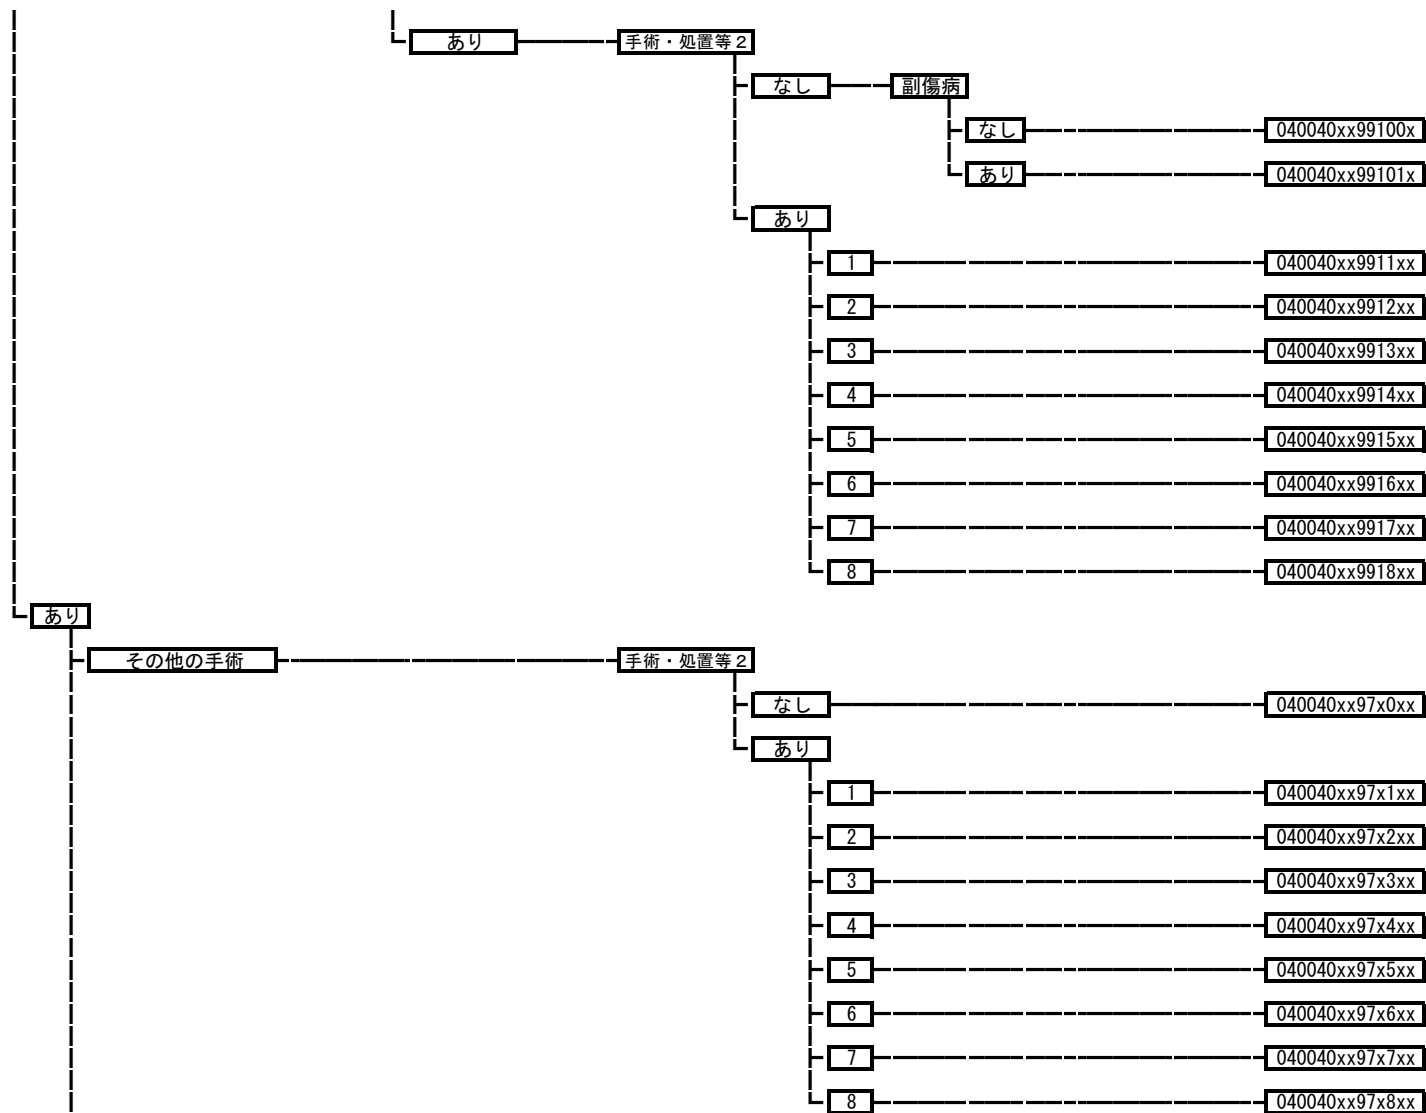 あり 手術・処置等２
なし 副傷病
なし 040040xx99100x
あり 040040xx99101x
あり
1 040040xx9911xx
2 040040xx9912xx
3 040040xx9913xx
4 040040xx9914xx
5 040040xx9915xx
6 040040xx9916xx
7 040040xx9917xx
8 040040xx9918xx
あり
その他の手術 手術・処置等２
なし 040040xx97x0xx
あり
1 040040xx97x1xx
2 040040xx97x2xx
3 040040xx97x3xx
4 040040xx97x4xx
5 040040xx97x5xx
6 040040xx97x6xx
7 040040xx97x7xx
8 040040xx97x8xx